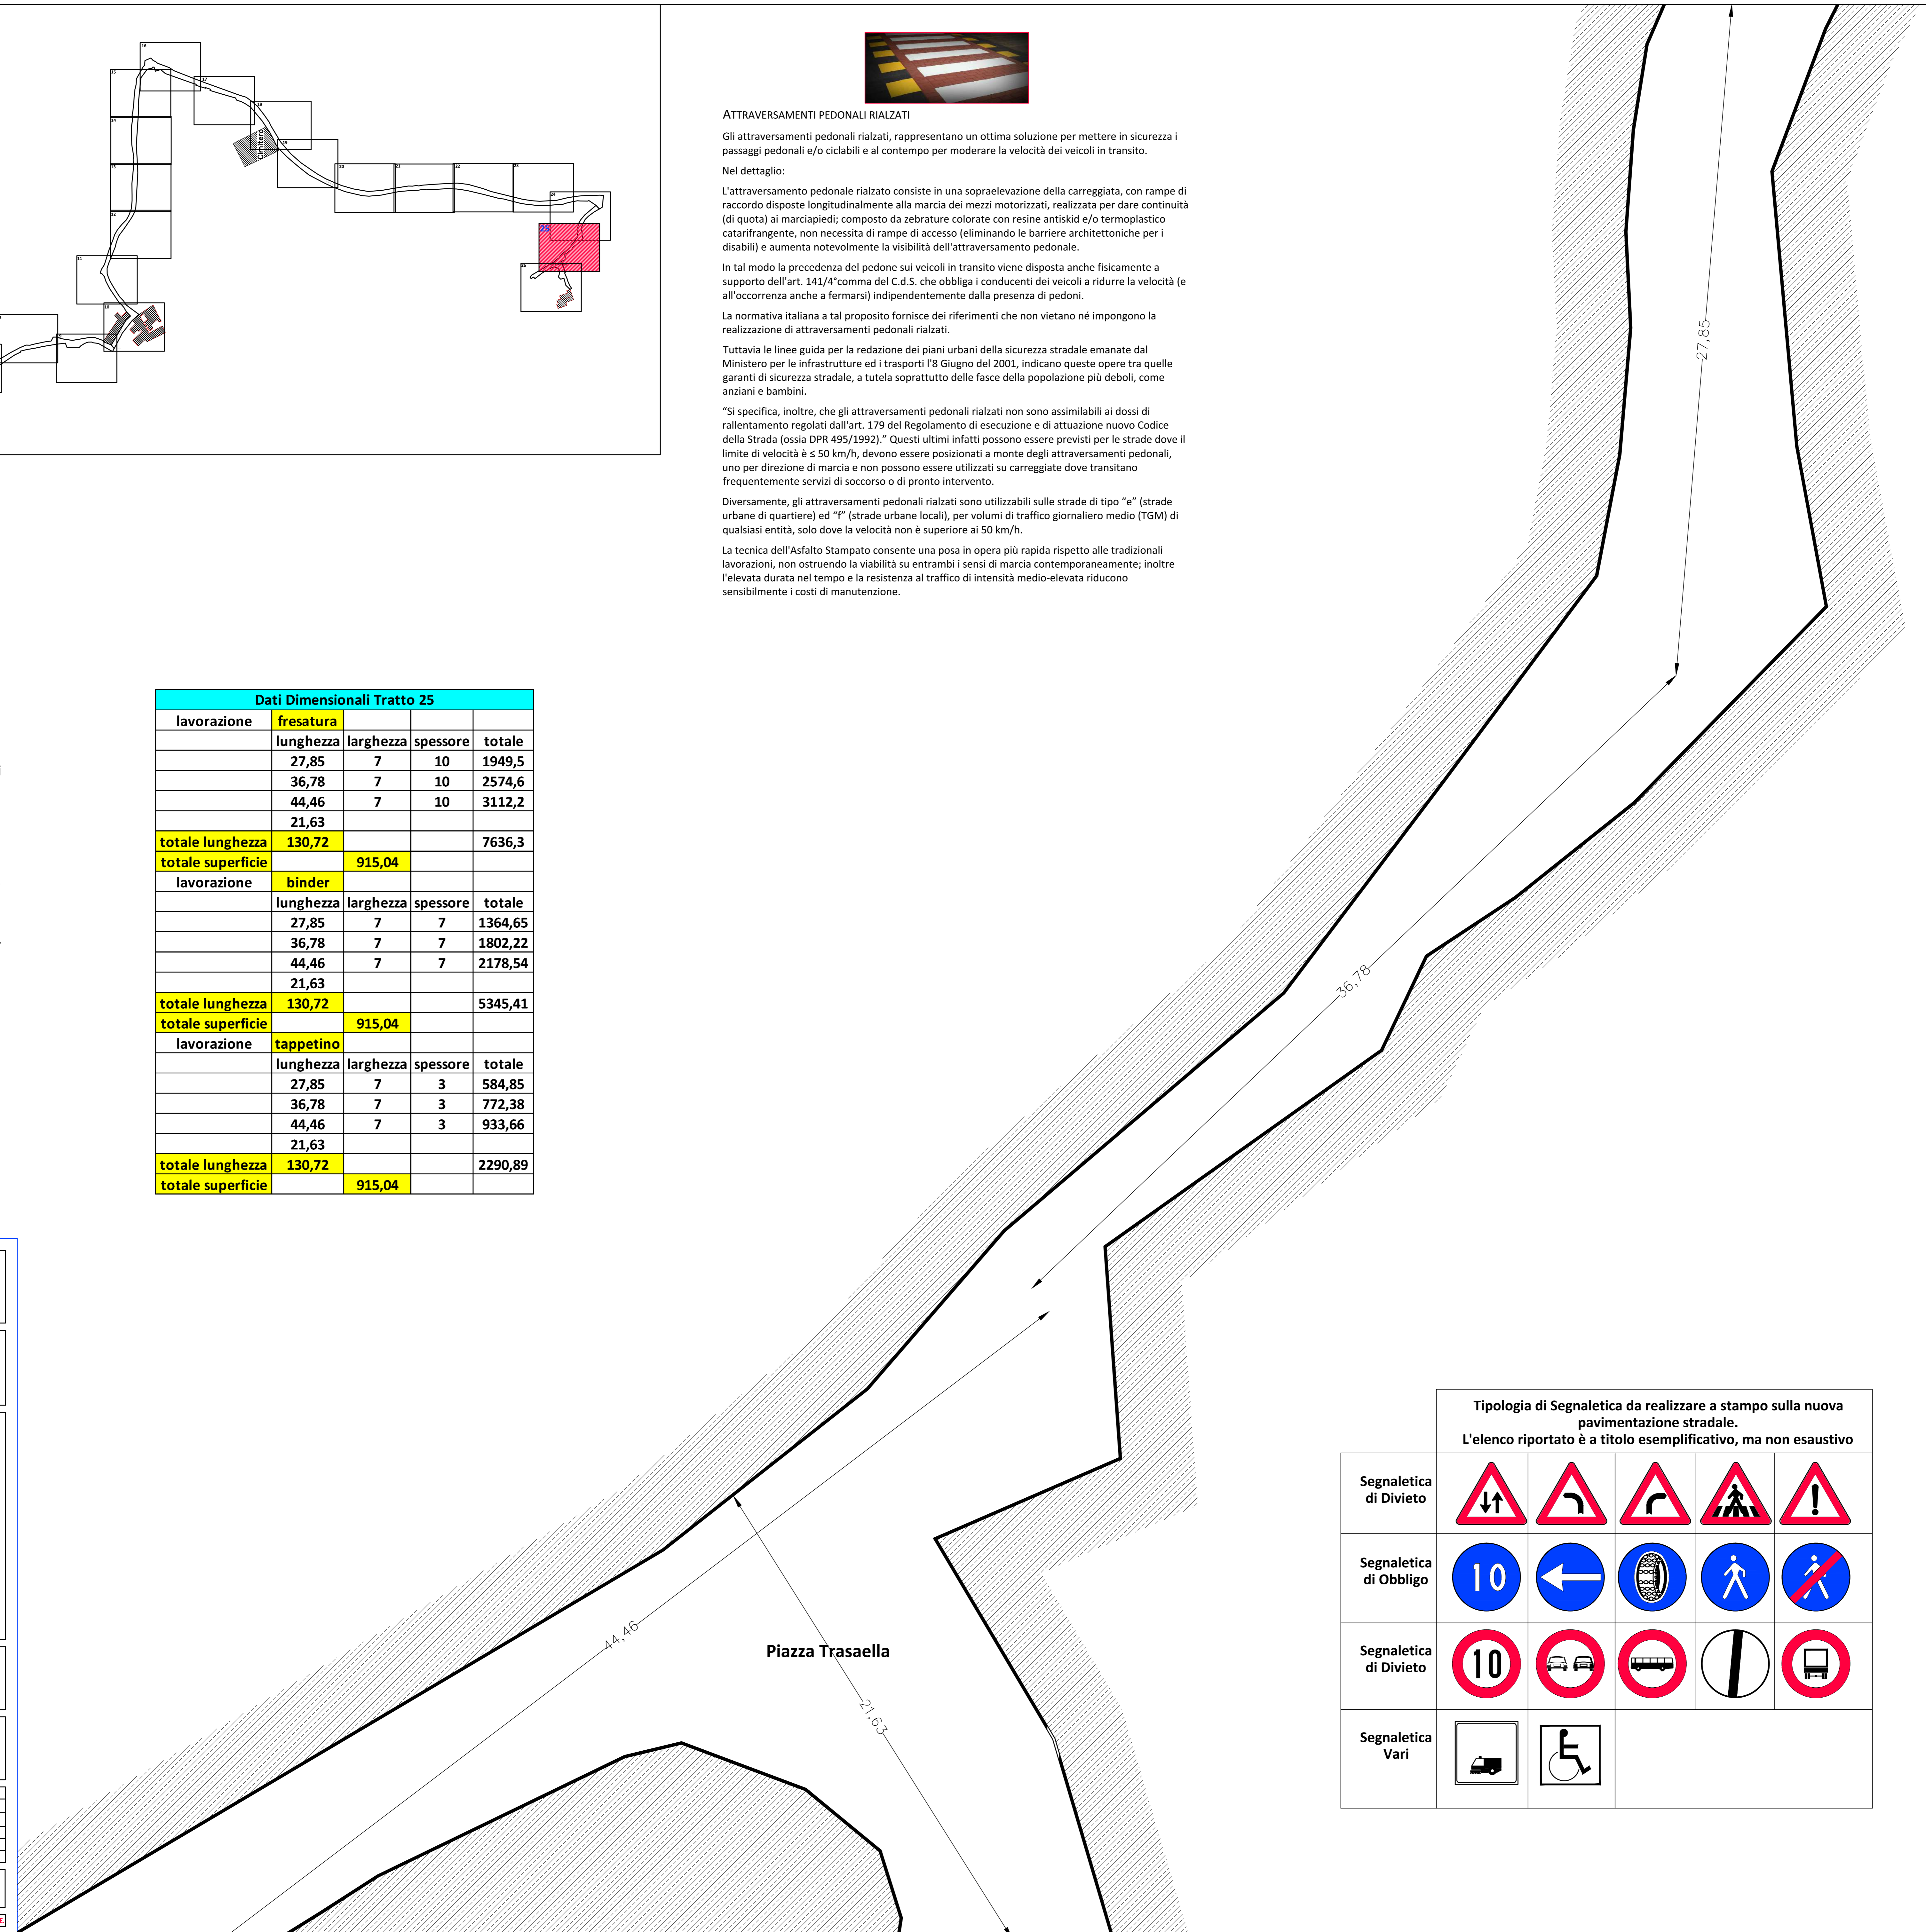 16
15
17
18
14
Cimitero
19
13
20
21
22
23
12
24
25
11
26
10
ATTRAVERSAMENTI PEDONALI RIALZATI
Gli attraversamenti pedonali rialzati, rappresentano un ottima soluzione per mettere in sicurezza i
passaggi pedonali e/o ciclabili e al contempo per moderare la velocità dei veicoli in transito.
Nel dettaglio:
L'attraversamento pedonale rialzato consiste in una sopraelevazione della carreggiata, con rampe di
raccordo disposte longitudinalmente alla marcia dei mezzi motorizzati, realizzata per dare continuità
(di quota) ai marciapiedi; composto da zebrature colorate con resine antiskid e/o termoplastico
catarifrangente, non necessita di rampe di accesso (eliminando le barriere architettoniche per i
disabili) e aumenta notevolmente la visibilità dell'attraversamento pedonale.
In tal modo la precedenza del pedone sui veicoli in transito viene disposta anche fisicamente a
supporto dell'art. 141/4°comma del C.d.S. che obbliga i conducenti dei veicoli a ridurre la velocità (e
all'occorrenza anche a fermarsi) indipendentemente dalla presenza di pedoni.
La normativa italiana a tal proposito fornisce dei riferimenti che non vietano né impongono la
realizzazione di attraversamenti pedonali rialzati.
Tuttavia le linee guida per la redazione dei piani urbani della sicurezza stradale emanate dal
Ministero per le infrastrutture ed i trasporti l'8 Giugno del 2001, indicano queste opere tra quelle
garanti di sicurezza stradale, a tutela soprattutto delle fasce della popolazione più deboli, come
anziani e bambini.
“Si specifica, inoltre, che gli attraversamenti pedonali rialzati non sono assimilabili ai dossi di
rallentamento regolati dall'art. 179 del Regolamento di esecuzione e di attuazione nuovo Codice
della Strada (ossia DPR 495/1992).” Questi ultimi infatti possono essere previsti per le strade dove il
limite di velocità è ≤ 50 km/h, devono essere posizionati a monte degli attraversamenti pedonali,
uno per direzione di marcia e non possono essere utilizzati su carreggiate dove transitano
frequentemente servizi di soccorso o di pronto intervento.
Diversamente, gli attraversamenti pedonali rialzati sono utilizzabili sulle strade di tipo “e” (strade
urbane di quartiere) ed “f” (strade urbane locali), per volumi di traffico giornaliero medio (TGM) di
qualsiasi entità, solo dove la velocità non è superiore ai 50 km/h.
La tecnica dell'Asfalto Stampato consente una posa in opera più rapida rispetto alle tradizionali
lavorazioni, non ostruendo la viabilità su entrambi i sensi di marcia contemporaneamente; inoltre
l'elevata durata nel tempo e la resistenza al traffico di intensità medio-elevata riducono
sensibilmente i costi di manutenzione.
Dati Dimensionali Tratto 25
lavorazione fresatura
lunghezza larghezza spessore totale
27,85 7 10 1949,5
36,78 7 10 2574,6
44,46 7 10 3112,2
21,63
totale lunghezza 130,72 7636,3
totale superficie 915,04
lavorazione binder
lunghezza larghezza spessore totale
27,85 7 7 1364,65
36,78 7 7 1802,22
44,46 7 7 2178,54
21,63
totale lunghezza 130,72 5345,41
totale superficie 915,04
lavorazione tappetino
lunghezza larghezza spessore totale
27,85 7 3 584,85
36,78 7 3 772,38
44,46 7 3 933,66
21,63
totale lunghezza 130,72 2290,89
totale superficie 915,04
27,85
36,78
44,46
21,63
Piazza Trasaella
Tipologia di Segnaletica da realizzare a stampo sulla nuova
pavimentazione stradale.
L'elenco riportato è a titolo esemplificativo, ma non esaustivo
Segnaletica
di Divieto
Segnaletica
di Obbligo
10
Segnaletica
di Divieto
10
Segnaletica
Vari